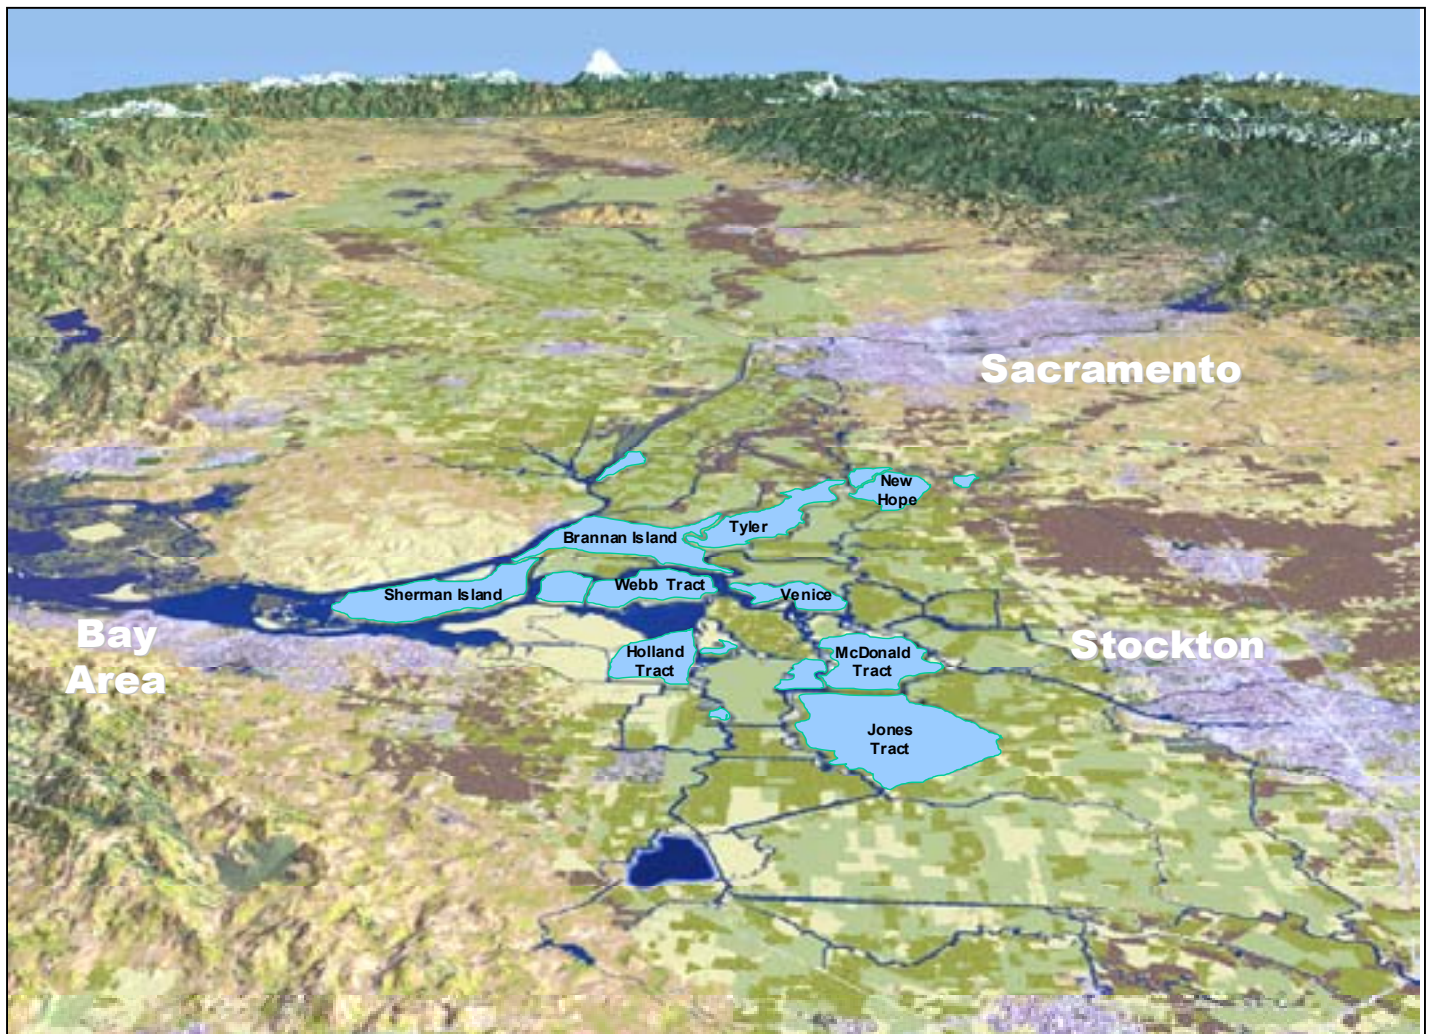 Sacramento
New
Hope
Tyler
Brannan Island
Webb Tract
Sherman Island
Venice
Bay
Area
Holland
Tract
McDonald
Tract
Stockton
Jones
Tract